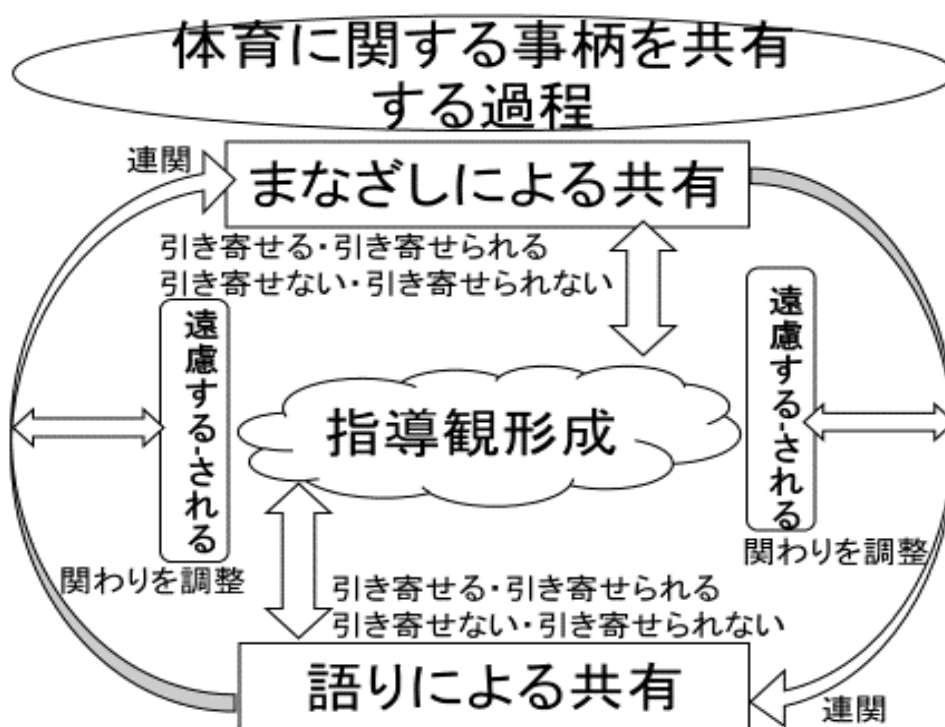 体育に関する事柄を共有
する過程
連関
まなざしによる共有
引き寄せる・引き寄せられる
引き寄せない・引き寄せられない
遠慮する-される
遠慮する-される
指導観形成
関わりを調整
関わりを調整
引き寄せる・引き寄せられる
引き寄せない・引き寄せられない
語りによる共有
連関